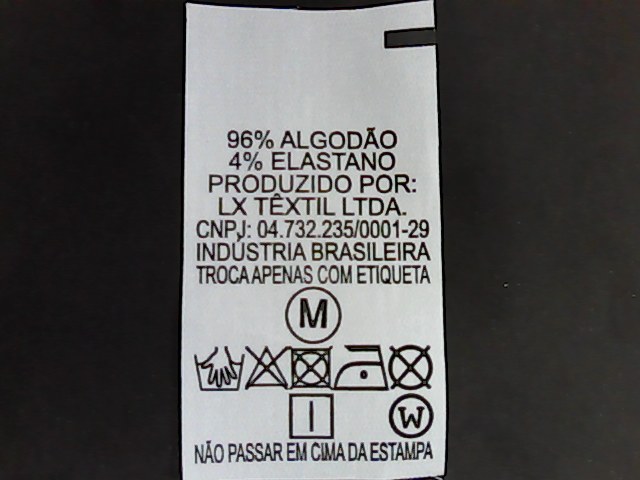 96% ALGODÃO
4% ELASTANO
PRODUZIDO POR:
LX TÊXTIL LTDA.
CNPJ: 04.732.235/0001-29
INDÚSTRIA BRASILEIRA
TROCA APENAS COM ETIQUETA
M
W
NÃO PASSAR EM CIMA DA ESTAMPA